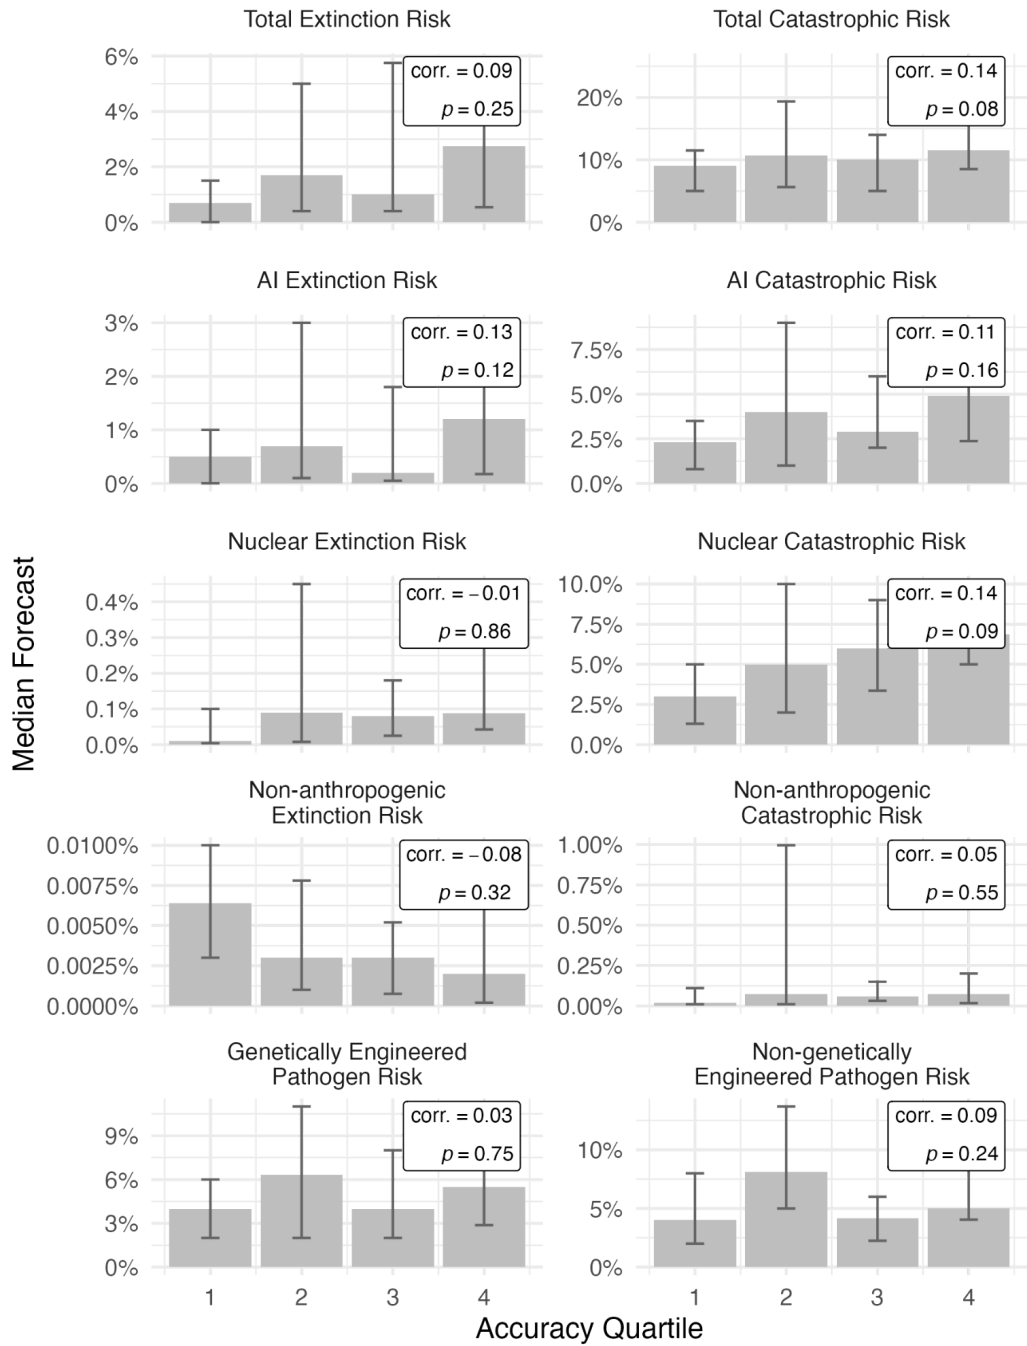 Total Extinction Risk
6%
4%
2%
0%
corr. = 0.09
p = 0.25
Total Catastrophic Risk
20%
10%
0%
corr. = 0.14
p = 0.08
AI Extinction Risk
3%
2%
1%
0%
corr. = 0.13
p = 0.12
AI Catastrophic Risk
7.5%
5.0%
2.5%
0.0%
corr. = 0.11
p = 0.16
Median Forecast
Nuclear Extinction Risk
0.4%
0.3%
0.2%
0.1%
0.0%
corr. = −0.01
p = 0.86
Nuclear Catastrophic Risk
10.0%
7.5%
5.0%
2.5%
0.0%
corr. = 0.14
p = 0.09
Non-anthropogenic
Extinction Risk
0.0100%
0.0075%
0.0050%
0.0025%
0.0000%
corr. = −0.08
p = 0.32
Non-anthropogenic
Catastrophic Risk
1.00%
0.75%
0.50%
0.25%
0.00%
corr. = 0.05
p = 0.55
Genetically Engineered
Pathogen Risk
9%
6%
3%
0%
corr. = 0.03
p = 0.75
1 2 3 4
Non-genetically
Engineered Pathogen Risk
10%
5%
0%
corr. = 0.09
p = 0.24
1 2 3 4
Accuracy Quartile